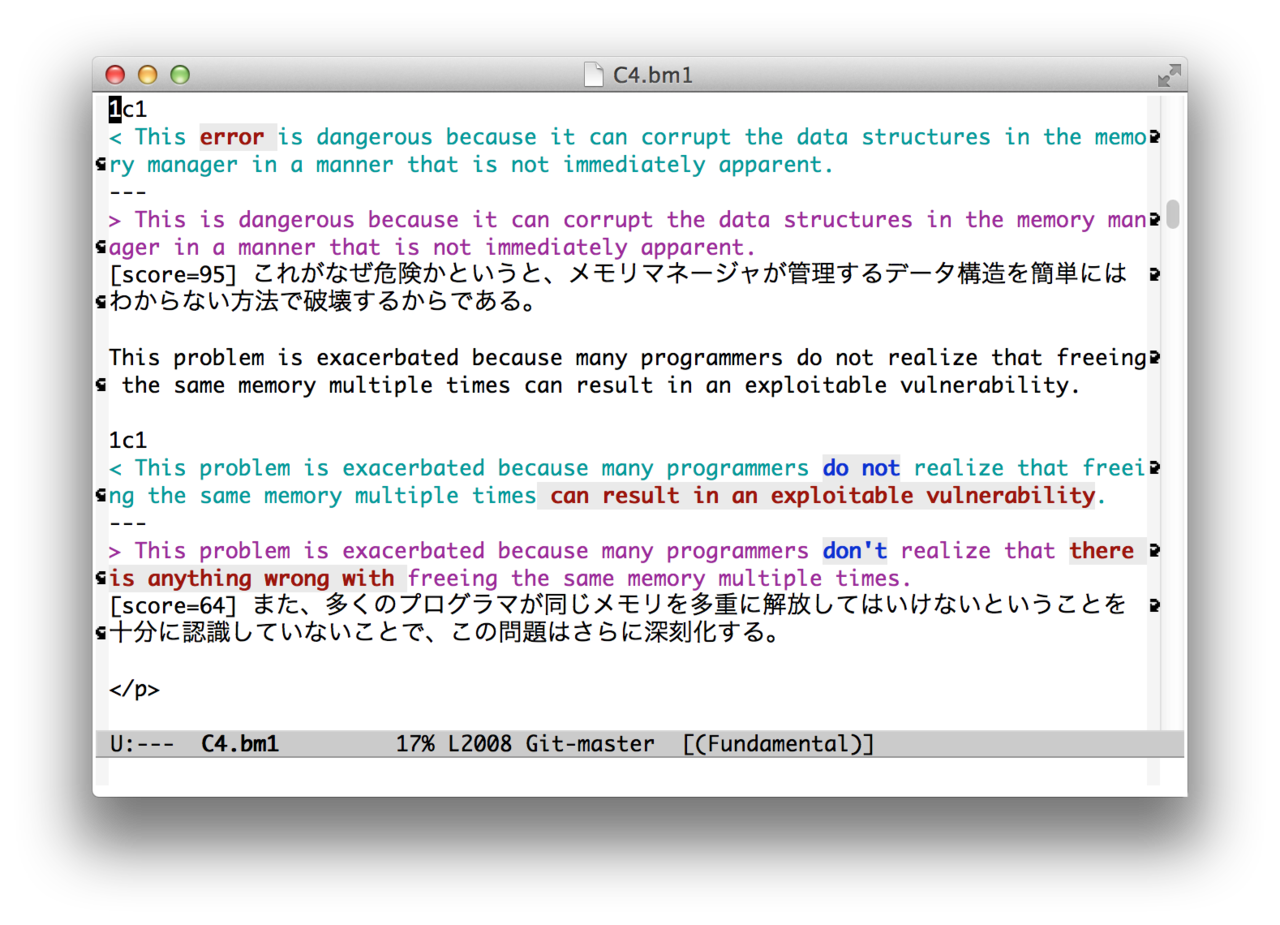 C4.bm1
1c1
< This error is dangerous because it can corrupt the data structures in the memo
ry manager in a manner that is not immediately apparent.
---
> This is dangerous because it can corrupt the data structures in the memory man
ager in a manner that is not immediately apparent.
[score=95] これがなぜ危険かというと、メモリマネージャが管理するデータ構造を簡単には
わからない方法で破壊するからである。
This problem is exacerbated because many programmers do not realize that freeing
 the same memory multiple times can result in an exploitable vulnerability.
1c1
< This problem is exacerbated because many programmers do not realize that freei
ng the same memory multiple times can result in an exploitable vulnerability.
---
> This problem is exacerbated because many programmers don't realize that there
is anything wrong with freeing the same memory multiple times.
[score=64] また、多くのプログラマが同じメモリを多重に解放してはいけないということを
十分に認識していないことで、この問題はさらに深刻化する。
</p>
U:---  C4.bm1         17% L2008 Git-master  [(Fundamental)]